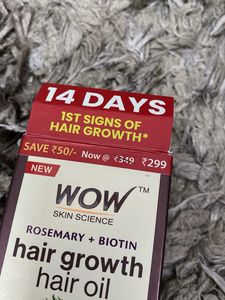 14 DAYS
1ST SIGNS OF
HAIR GROWTH*
SAVE ₹50/- Now @ ₹349 ₹299
NEW
WOW™
SKIN SCIENCE
ROSEMARY + BIOTIN
hair growth
hair oil